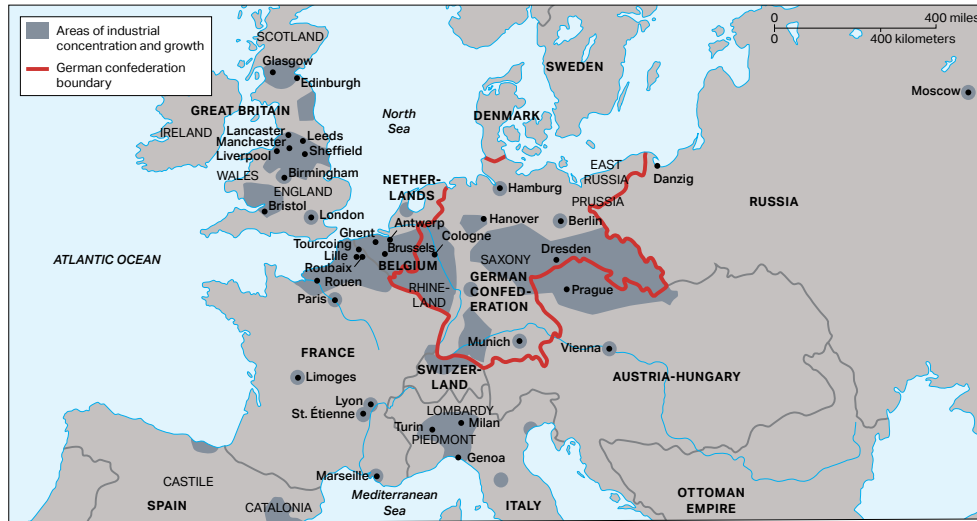 Areas of industrial
concentration and growth
German confederation
boundary
0
400 miles
0
400 kilometers
SCOTLAND
Glasgow
Edinburgh
GREAT BRITAIN
IRELAND
Lancaster
Manchester
Liverpool
Leeds
Sheffield
WALES
Birmingham
ENGLAND
Bristol
London
North
Sea
SWEDEN
DENMARK
Moscow
NETHER-
LANDS
Hamburg
EAST
RUSSIA
PRUSSIA
Danzig
RUSSIA
Hanover
Berlin
ATLANTIC OCEAN
Ghent
Antwerp
Tourcoing
Brussels
Cologne
Lille
Roubaix
BELGIUM
Rouen
Paris
RHINE-
LAND
SAXONY
Dresden
GERMAN
CONFED-
ERATION
Prague
Munich
Vienna
FRANCE
SWITZER-
LAND
AUSTRIA-HUNGARY
Limoges
Lyon
St. Étienne
LOMBARDY
Turin
Milan
PIEDMONT
Genoa
Marseille
CASTILE
SPAIN
CATALONIA
Mediterranean
Sea
ITALY
OTTOMAN
EMPIRE